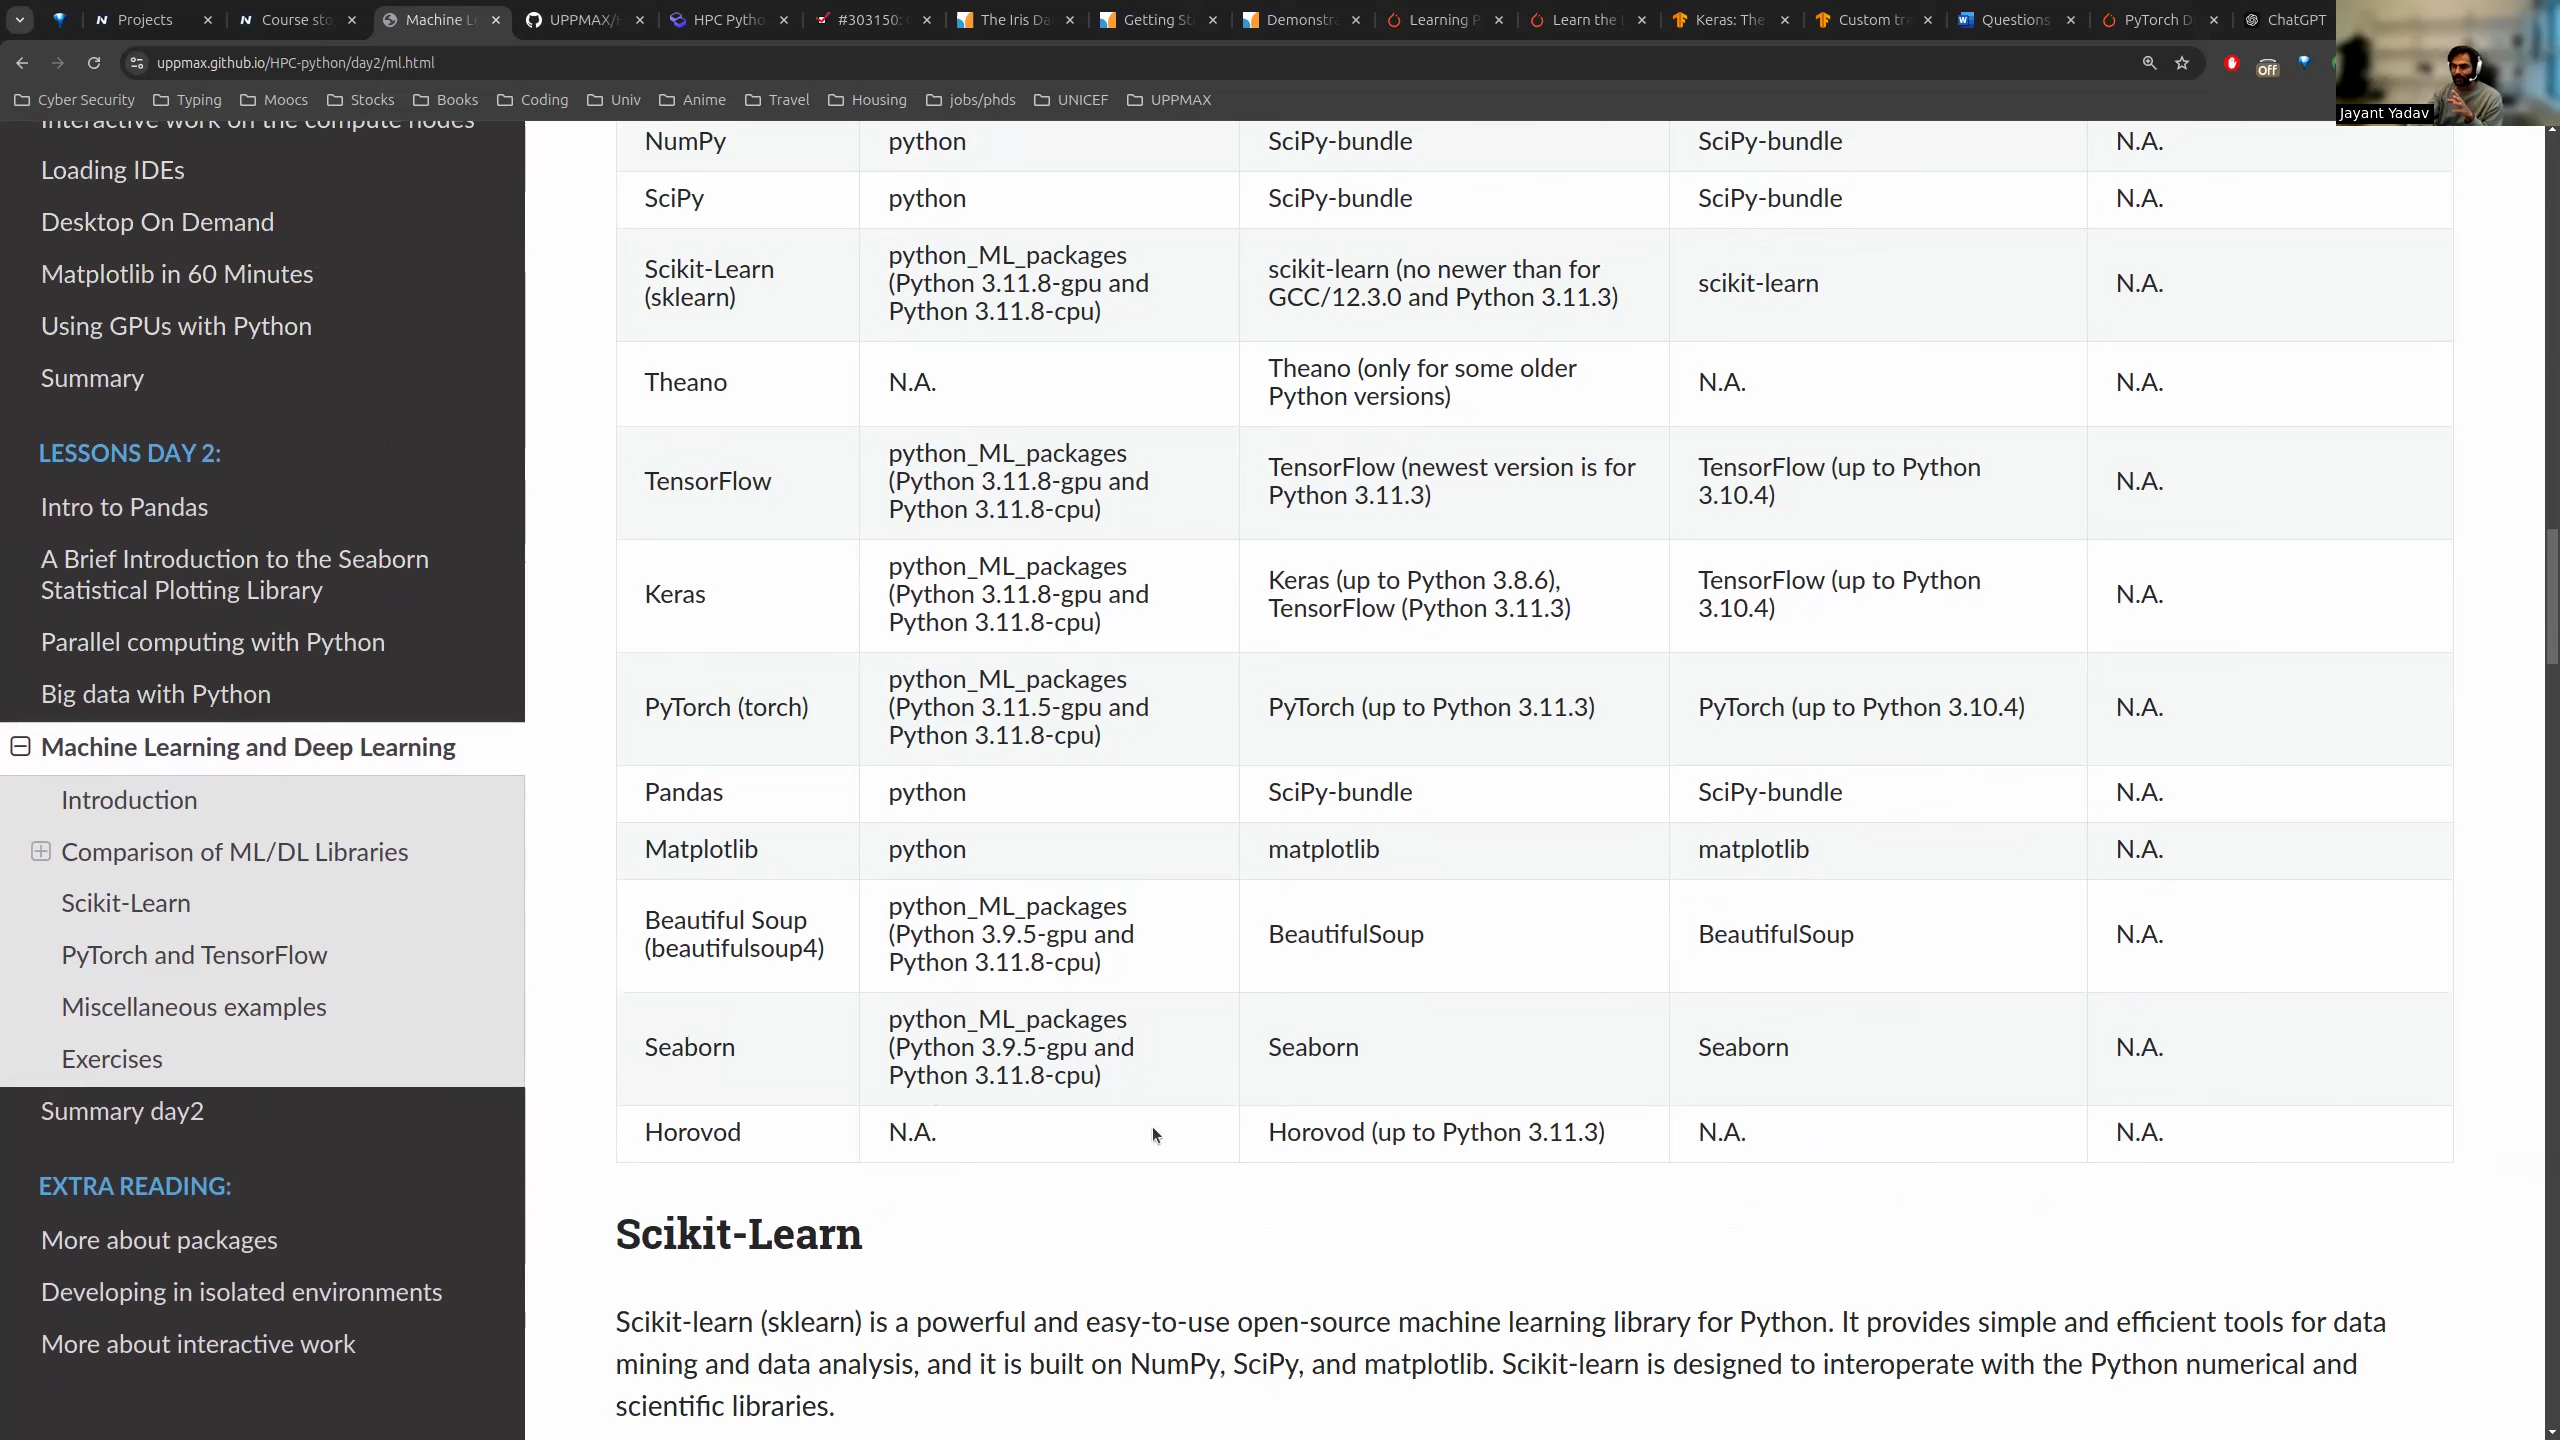 Projects
Course sto
Machine Le
UPPMAX/H
HPC Pytho
#303150:
The Iris Da
Getting St
Demonstra
Learning P
Learn the
Keras: The
Custom tra
Questions
PyTorch D
ChatGPT
uppmax.github.io/HPC-python/day2/ml.html
Off
Cyber Security
Typing
Moocs
Stocks
Books
Coding
Univ
Anime
Travel
Housing
jobs/phds
UNICEF
UPPMAX
Jayant Yadav
Interactive work on the compute nodes
Loading IDEs
Desktop On Demand
Matplotlib in 60 Minutes
Using GPUs with Python
Summary
LESSONS DAY 2:
Intro to Pandas
A Brief Introduction to the Seaborn
Statistical Plotting Library
Parallel computing with Python
Big data with Python
Machine Learning and Deep Learning
Introduction
Comparison of ML/DL Libraries
Scikit-Learn
PyTorch and TensorFlow
Miscellaneous examples
Exercises
Summary day2
EXTRA READING:
More about packages
Developing in isolated environments
More about interactive work
NumPy
python
SciPy-bundle
SciPy-bundle
N.A.
SciPy
python
SciPy-bundle
SciPy-bundle
N.A.
Scikit-Learn
(sklearn)
python_ML_packages
(Python 3.11.8-gpu and
Python 3.11.8-cpu)
scikit-learn (no newer than for
GCC/12.3.0 and Python 3.11.3)
scikit-learn
N.A.
Theano
N.A.
Theano (only for some older
Python versions)
N.A.
N.A.
TensorFlow
python_ML_packages
(Python 3.11.8-gpu and
Python 3.11.8-cpu)
TensorFlow (newest version is for
Python 3.11.3)
TensorFlow (up to Python
3.10.4)
N.A.
Keras
python_ML_packages
(Python 3.11.8-gpu and
Python 3.11.8-cpu)
Keras (up to Python 3.8.6),
TensorFlow (Python 3.11.3)
TensorFlow (up to Python
3.10.4)
N.A.
PyTorch (torch)
python_ML_packages
(Python 3.11.5-gpu and
Python 3.11.8-cpu)
PyTorch (up to Python 3.11.3)
PyTorch (up to Python 3.10.4)
N.A.
Pandas
python
SciPy-bundle
SciPy-bundle
N.A.
Matplotlib
python
matplotlib
matplotlib
N.A.
Beautiful Soup
(beautifulsoup4)
python_ML_packages
(Python 3.9.5-gpu and
Python 3.11.8-cpu)
BeautifulSoup
BeautifulSoup
N.A.
Seaborn
python_ML_packages
(Python 3.9.5-gpu and
Python 3.11.8-cpu)
Seaborn
Seaborn
N.A.
Horovod
N.A.
Horovod (up to Python 3.11.3)
N.A.
N.A.
Scikit-Learn
Scikit-learn (sklearn) is a powerful and easy-to-use open-source machine learning library for Python. It provides simple and efficient tools for data
mining and data analysis, and it is built on NumPy, SciPy, and matplotlib. Scikit-learn is designed to interoperate with the Python numerical and
scientific libraries.